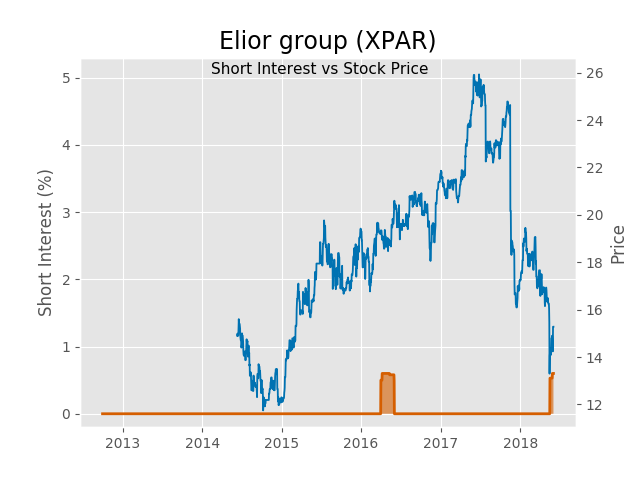 Elior group (XPAR)
Short Interest vs Stock Price
Short Interest (%)
5
4
3
2
1
0
26
24
22
20
18
16
14
12
Price
2013 2014 2015 2016 2017 2018